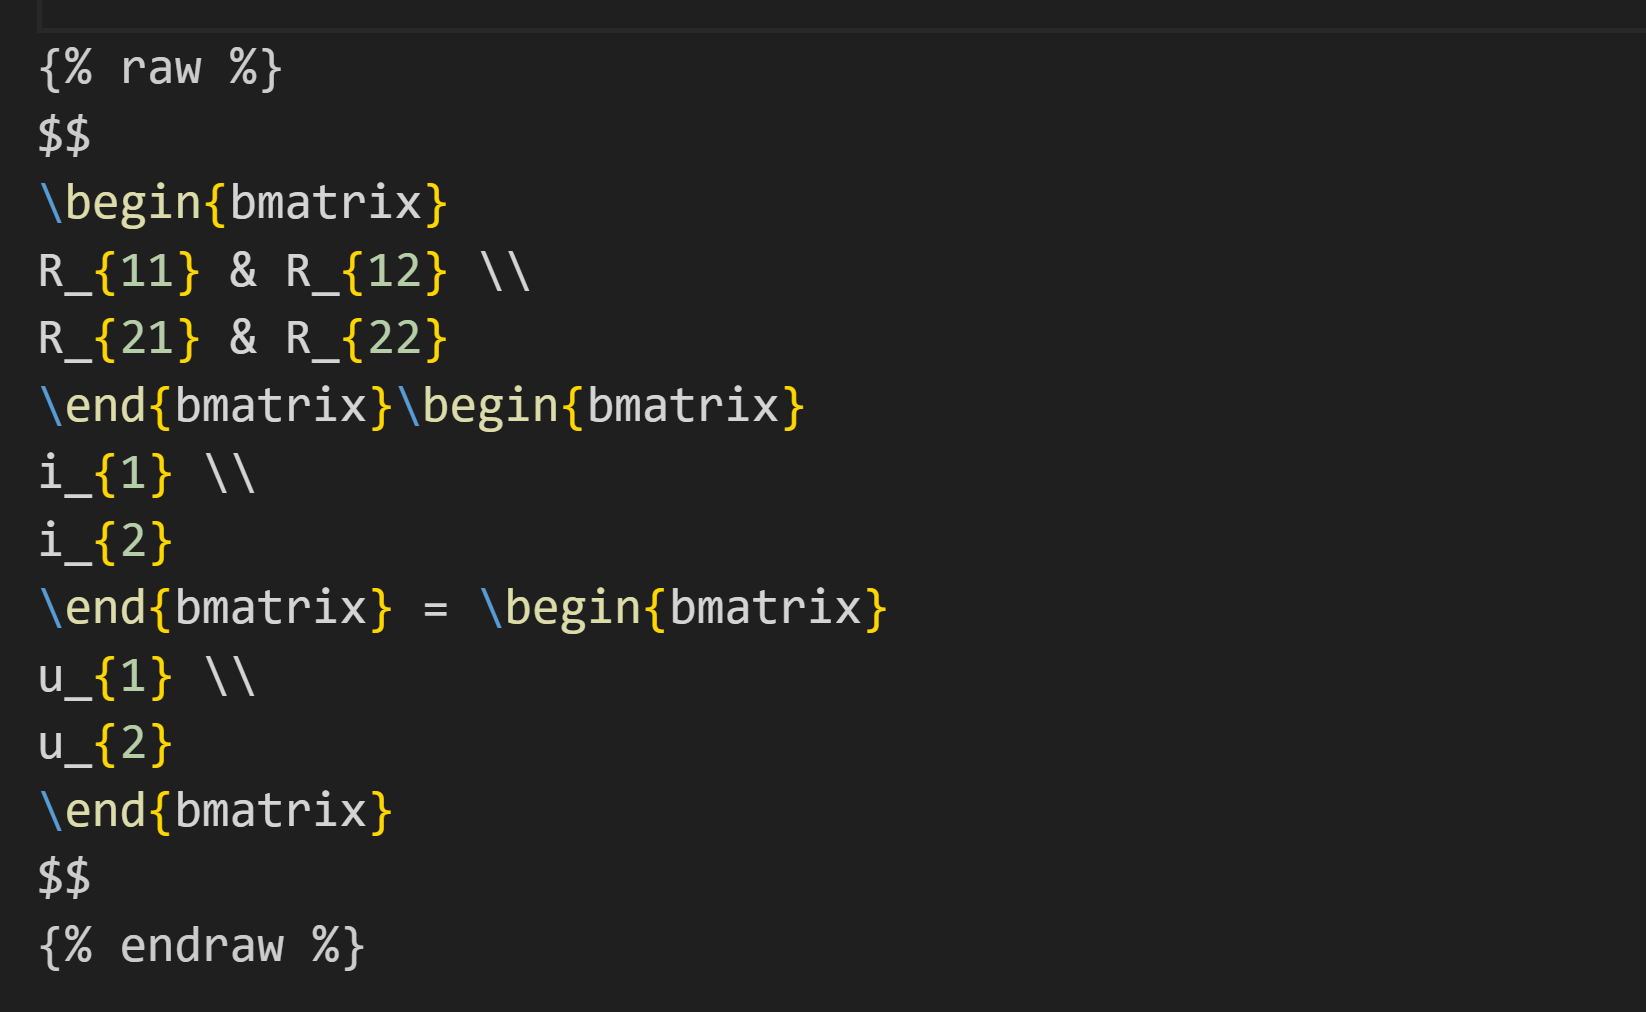 {% raw %}
$$
\begin{bmatrix}
R_{11} & R_{12} \\
R_{21} & R_{22}
\end{bmatrix}\begin{bmatrix}
i_{1} \\
i_{2}
\end{bmatrix} = \begin{bmatrix}
u_{1} \\
u_{2}
\end{bmatrix}
$$
{% endraw %}